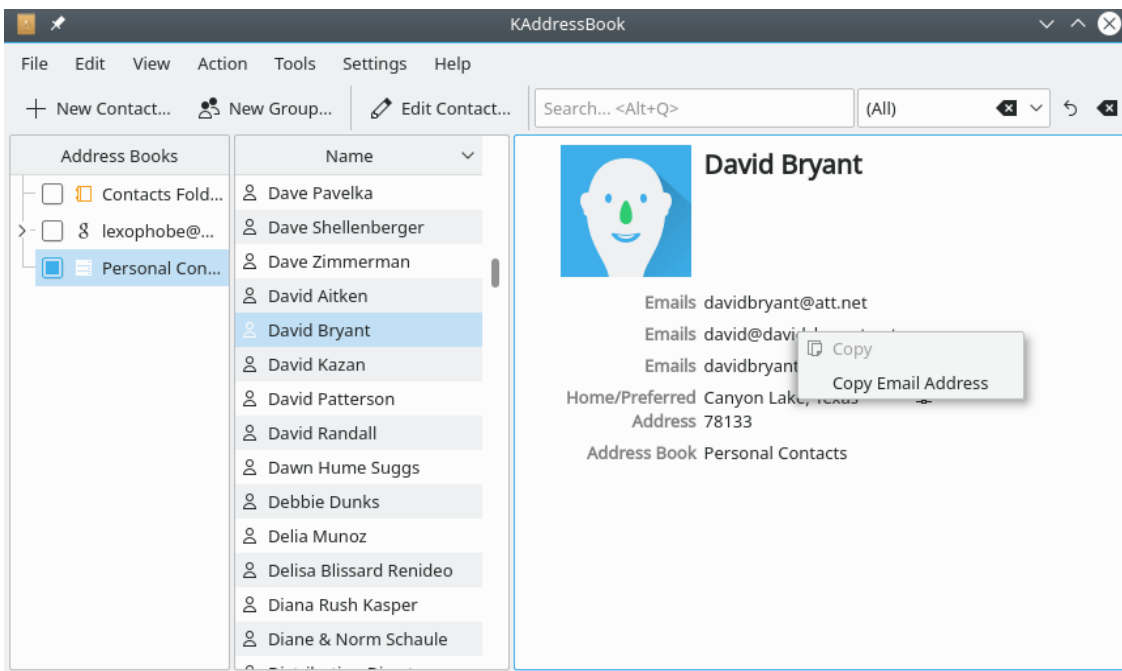 KAddressBook
File Edit View Action Tools Settings Help
New Contact... New Group... Edit Contact... Search... <Alt+Q> (All)
Address Books
Contacts Fold...
lexophobe@...
Personal Con...
Name
Dave Pavelka
Dave Shellenberger
Dave Zimmerman
David Aitken
David Bryant
David Kazan
David Patterson
David Randall
Dawn Hume Suggs
Debbie Dunks
Delia Munoz
Delisa Blissard Renideo
Diana Rush Kasper
Diane & Norm Schaule
David Bryant
Emails davidbryant@att.net
Emails
Emails
Copy
Copy Email Address
Home/Preferred Address Canyon Lake, Texas
78133
Address Book Personal Contacts